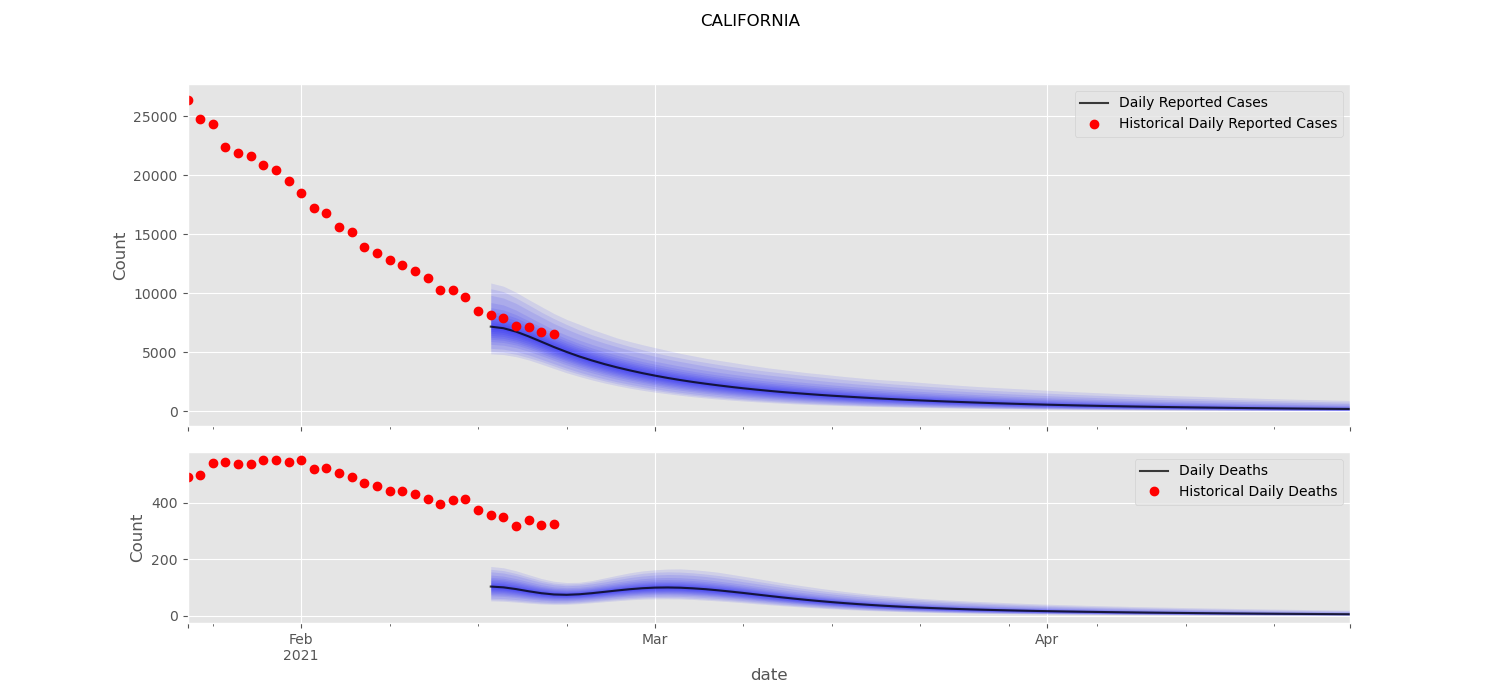 CALIFORNIA
Count
25000
20000
15000
10000
5000
0
Daily Reported Cases
Historical Daily Reported Cases
Count
400
200
0
Daily Deaths
Historical Daily Deaths
Feb
2021
Mar
Apr
date